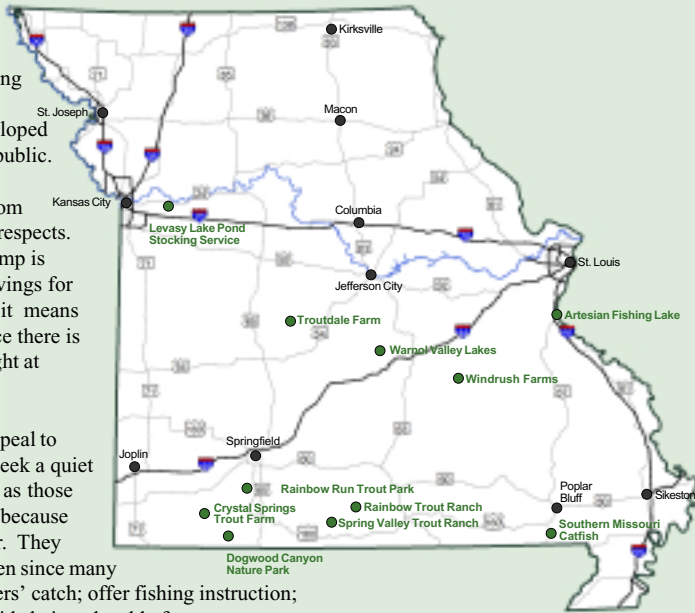 ing
loped
public.
om
respects.
mp is
vings for
it means
ce there is
ght at
peal to
eek a quiet
as those
because
r. They
en since many
ers' catch; offer fishing instruction;
Kirksville
St. Joseph
Macon
Kansas City
Levasy Lake Pond
Stocking Service
Columbia
St. Louis
Jefferson City
Artesian Fishing Lake
Troutdale Farm
Warnol Valley Lakes
Windrush Farms
Springfield
Joplin
Rainbow Run Trout Park
Crystal Springs
Trout Farm
Rainbow Trout Ranch
Spring Valley Trout Ranch
Dogwood Canyon
Nature Park
Poplar
Bluff
Sikeston
Southern Missouri
Catfish